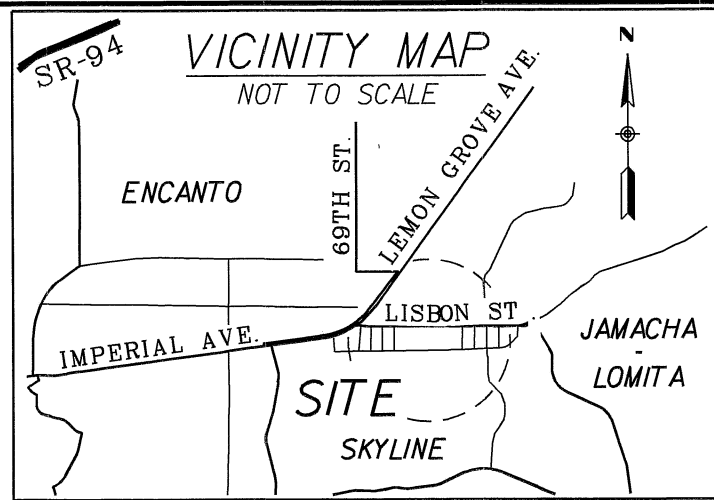 SR-94
VICINITY MAP
NOT TO SCALE
N
LEMON GROVE AVE.
69TH ST.
ENCANTO
LISBON ST.
IMPERIAL AVE.
JAMACHA
-
LOMITA
SITE
SKYLINE